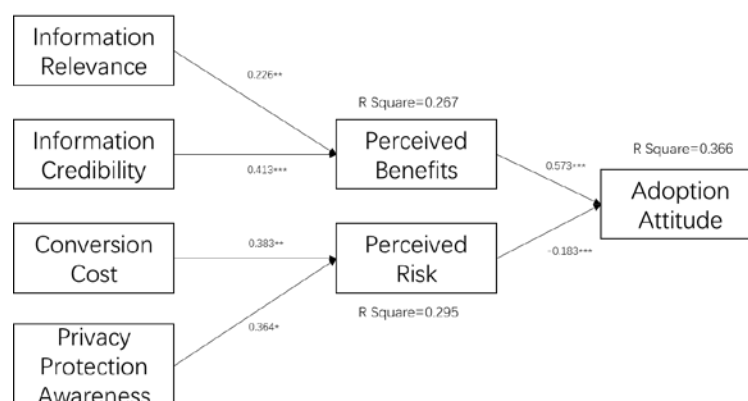 Information
Relevance
0.226**
R Square=0.267
Information
Credibility
0.413***
Perceived
Benefits
0.573***
R Square=0.366
Adoption
Attitude
Conversion
Cost
0.383**
Perceived
Risk
-0.183***
R Square=0.295
0.364*
Privacy
Protection
Awareness